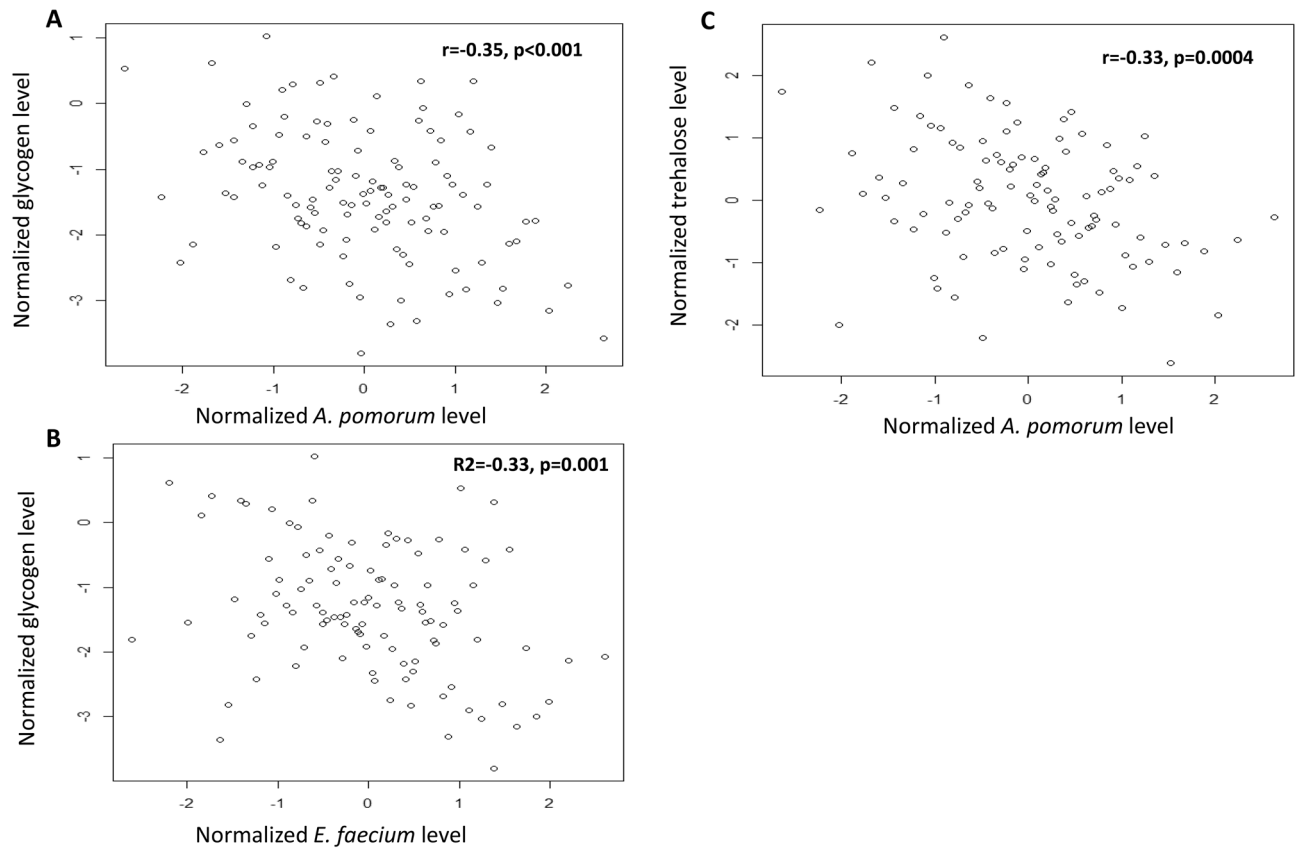 A
r=-0.35, p<0.001
Normalized glycogen level
1
0
-1
-2
-3
-2
-1
0
1
2
Normalized A. pomorum level
B
R2=-0.33, p=0.001
Normalized glycogen level
1
0
-1
-2
-3
-2
-1
0
1
2
Normalized E. faecium level
C
r=-0.33, p=0.0004
Normalized trehalose level
2
1
0
-1
-2
-2
-1
0
1
2
Normalized A. pomorum level